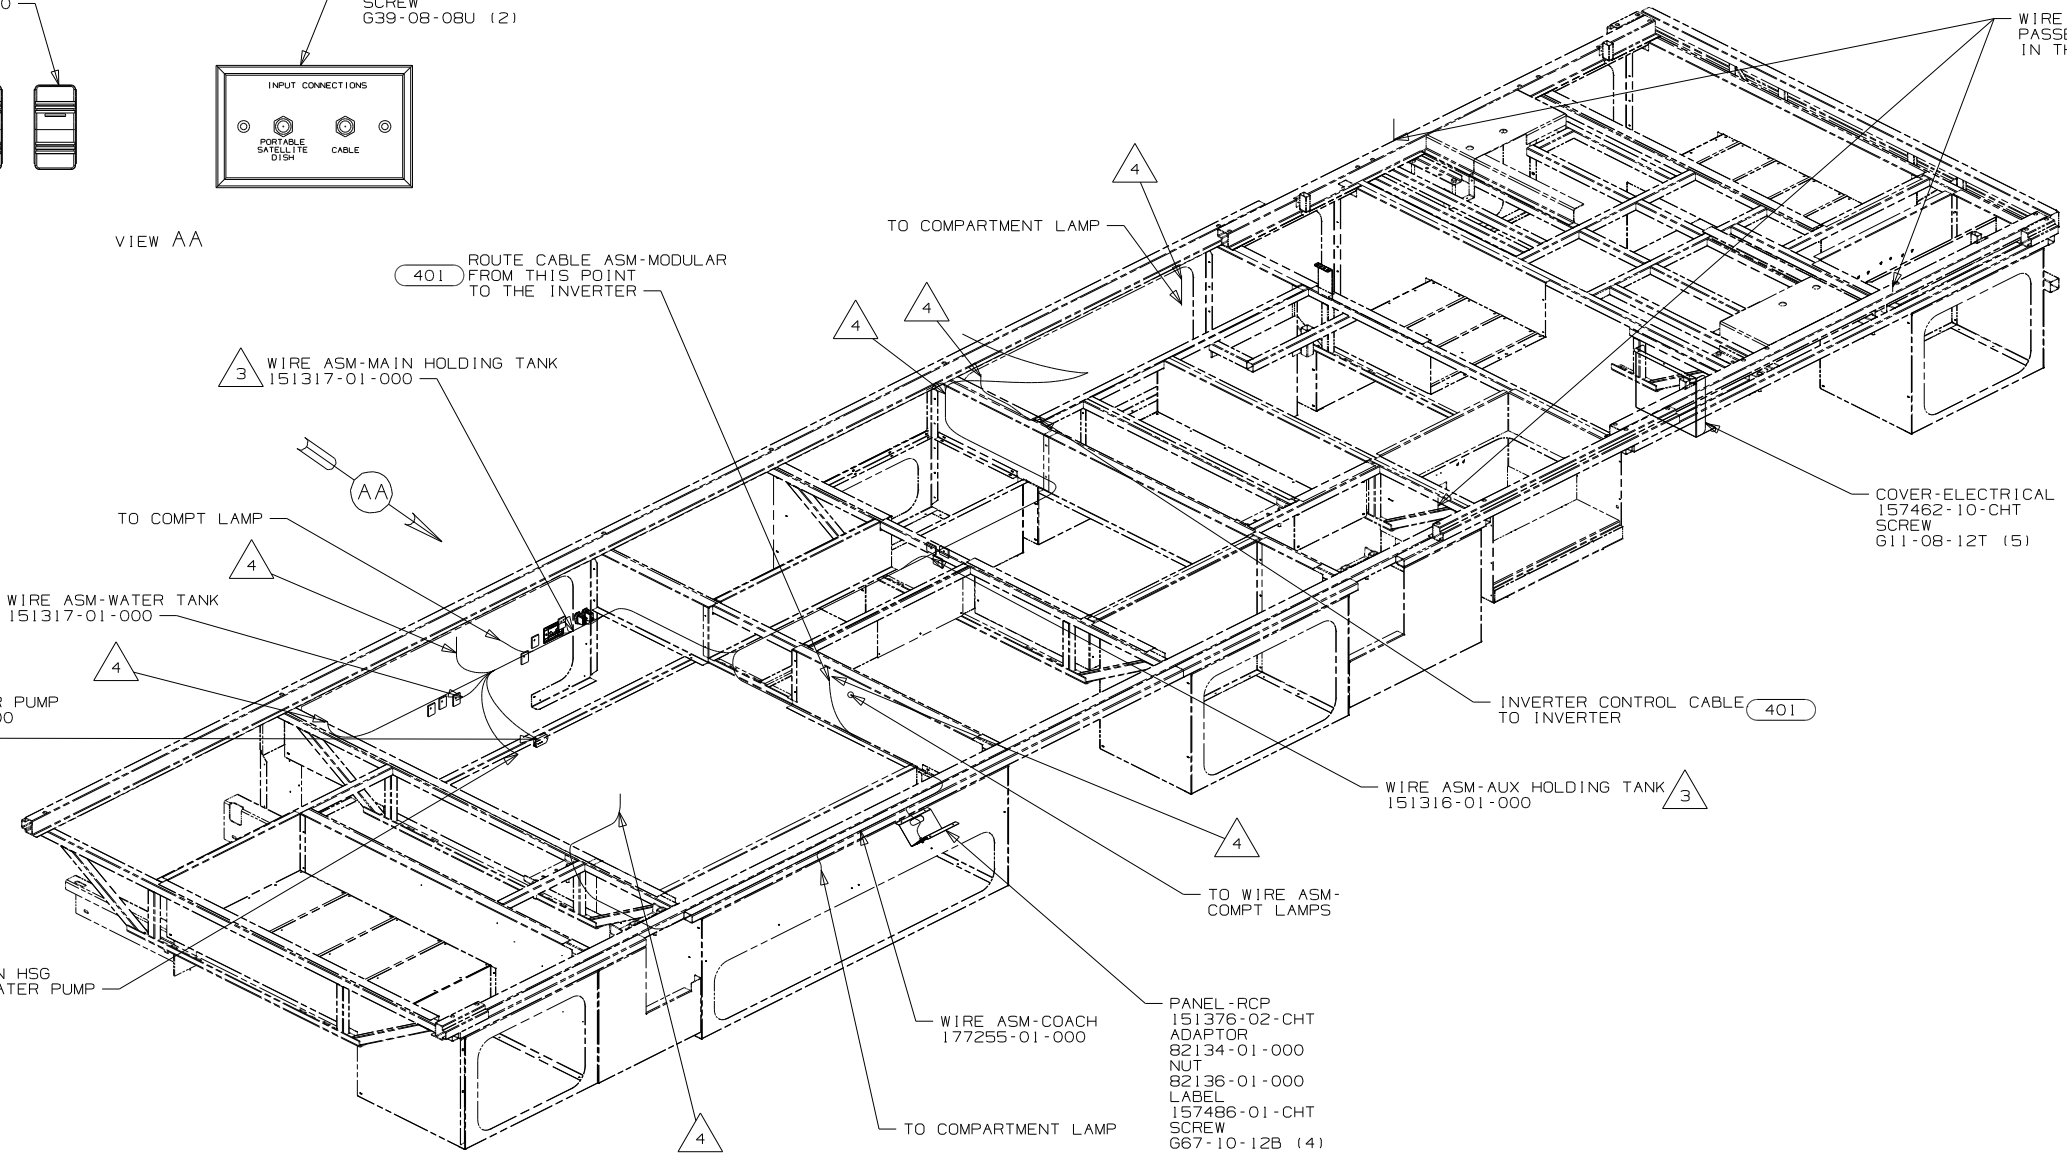 SCREW
G39-08-08U (2)
INPUT CONNECTIONS
PORTABLE
SATELLITE
DISH
CABLE
VIEW AA
WIRE
IN
4
TO COMPARTMENT LAMP
401
ROUTE CABLE ASM-MODULAR
FROM THIS POINT
TO THE INVERTER
4
4
3
WIRE ASM-MAIN HOLDING TANK
151317-01-000
AA
TO COMPT LAMP
4
WIRE ASM-WATER TANK
151317-01-000
4
PUMP
COVER-ELECTRICAL
157462-10-CHT
SCREW
G11-08-12T (5)
INVERTER CONTROL CABLE
TO INVERTER
401
WIRE ASM-AUX HOLDING TANK
151316-01-000
3
4
TO WIRE ASM-
COMPT LAMPS
HSG
PUMP
WIRE ASM-COACH
177255-01-000
PANEL-RCP
151376-02-CHT
ADAPTOR
82134-01-000
NUT
82136-01-000
LABEL
157486-01-CHT
SCREW
G67-10-12B (4)
TO COMPARTMENT LAMP
4